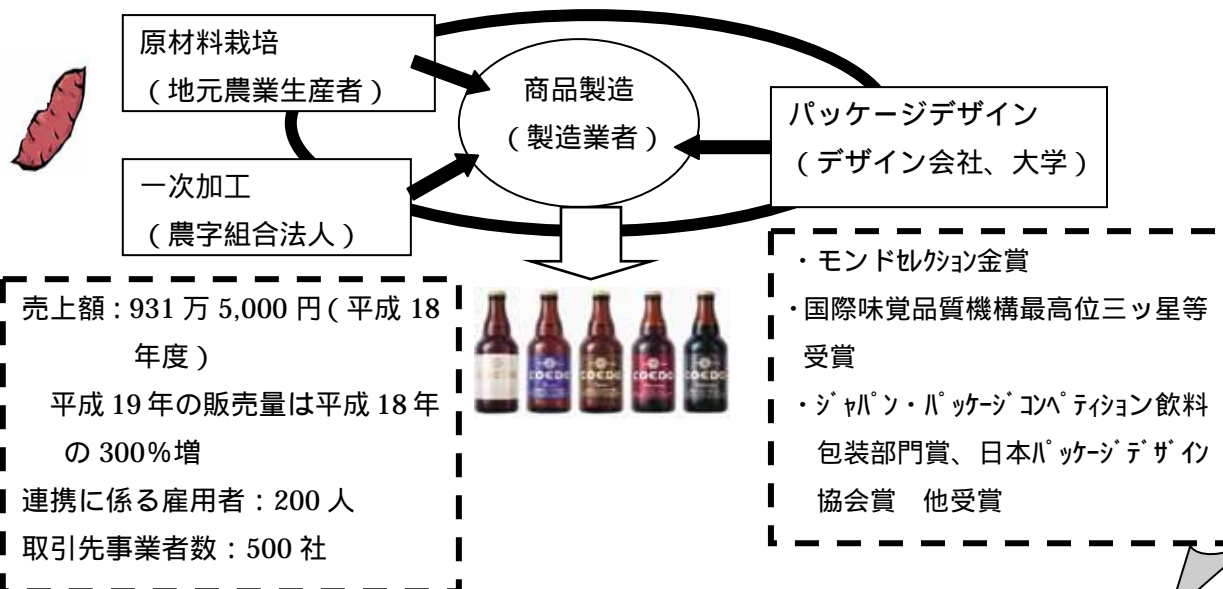 原材料栽培
（地元農業生産者）
商品製造
（製造業者）
パッケージデザイン
（デザイン会社、大学）
一次加工
（農字組合法人）
売上額：931万5,000円（平成18
年度）
平成19年の販売量は平成18年
の300％増
連携に係る雇用者：200人
取引先事業者数：500社
COEDO
COEDO
COEDO
COEDO
COEDO
・モンドｾﾚｸｼｮﾝ金賞
・国際味覚品質機構最高位三ッ星等
受賞
・ｼﾞｬﾊﾟﾝ・ﾊﾟｯｹｰｼﾞｺﾝﾍﾟﾃｨｼｮﾝ飲料
包装部門賞、日本ﾊﾟｯｹｰｼﾞﾃﾞｻﾞｲﾝ
協会賞　他受賞